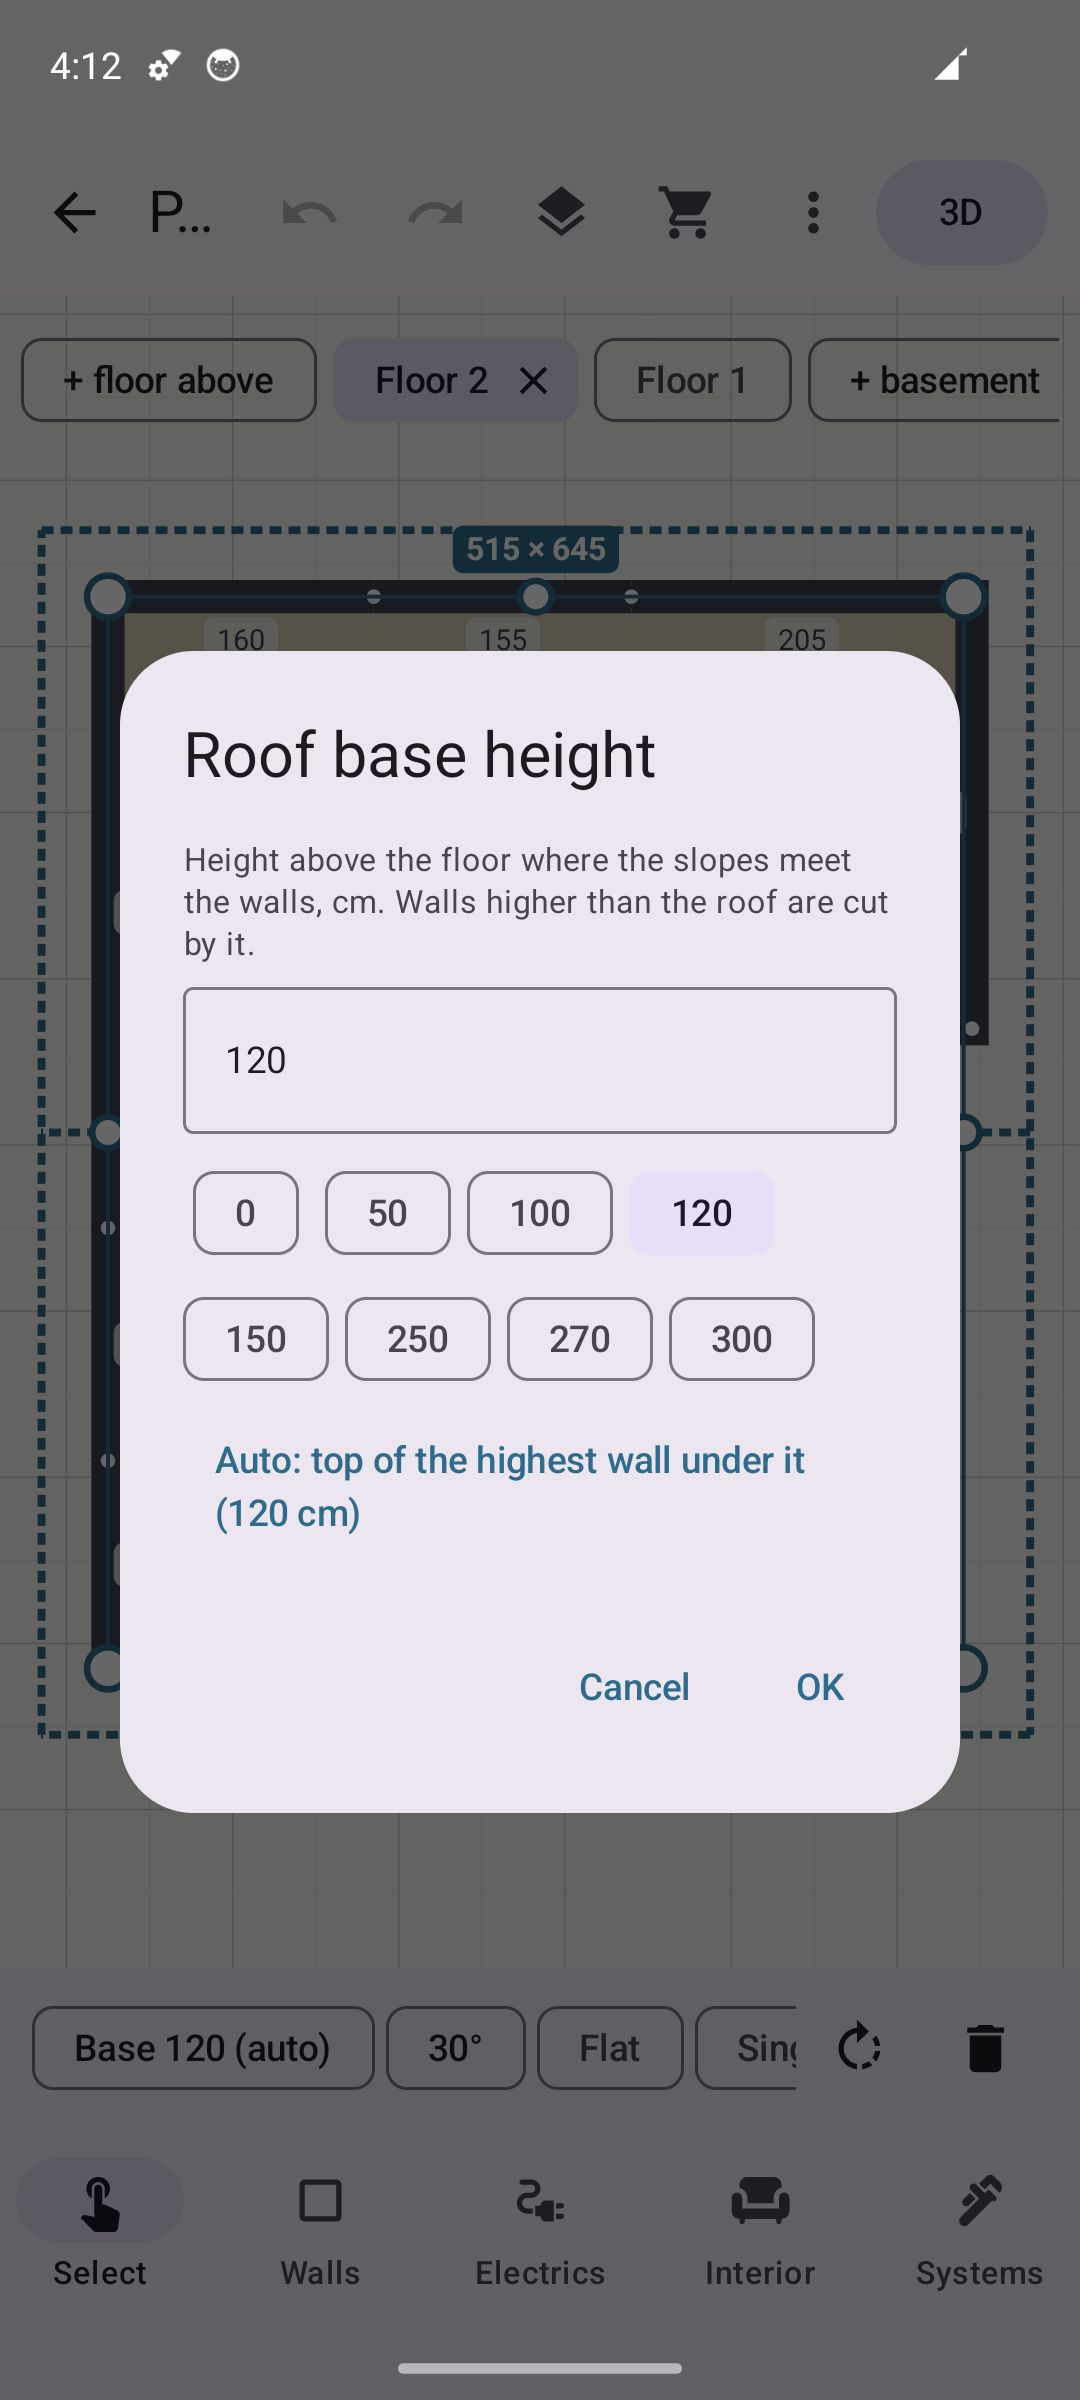 4:12
P...
3D
+ floor above
Floor 2
Floor 1
+ basement
515 × 645
160
155
205
Roof base height
Height above the floor where the slopes meet
the walls, cm. Walls higher than the roof are cut
by it.
120
0
50
100
120
150
250
270
300
Auto: top of the highest wall under it
(120 cm)
Cancel
OK
Base 120 (auto)
30°
Flat
Select
Walls
Electrics
Interior
Systems